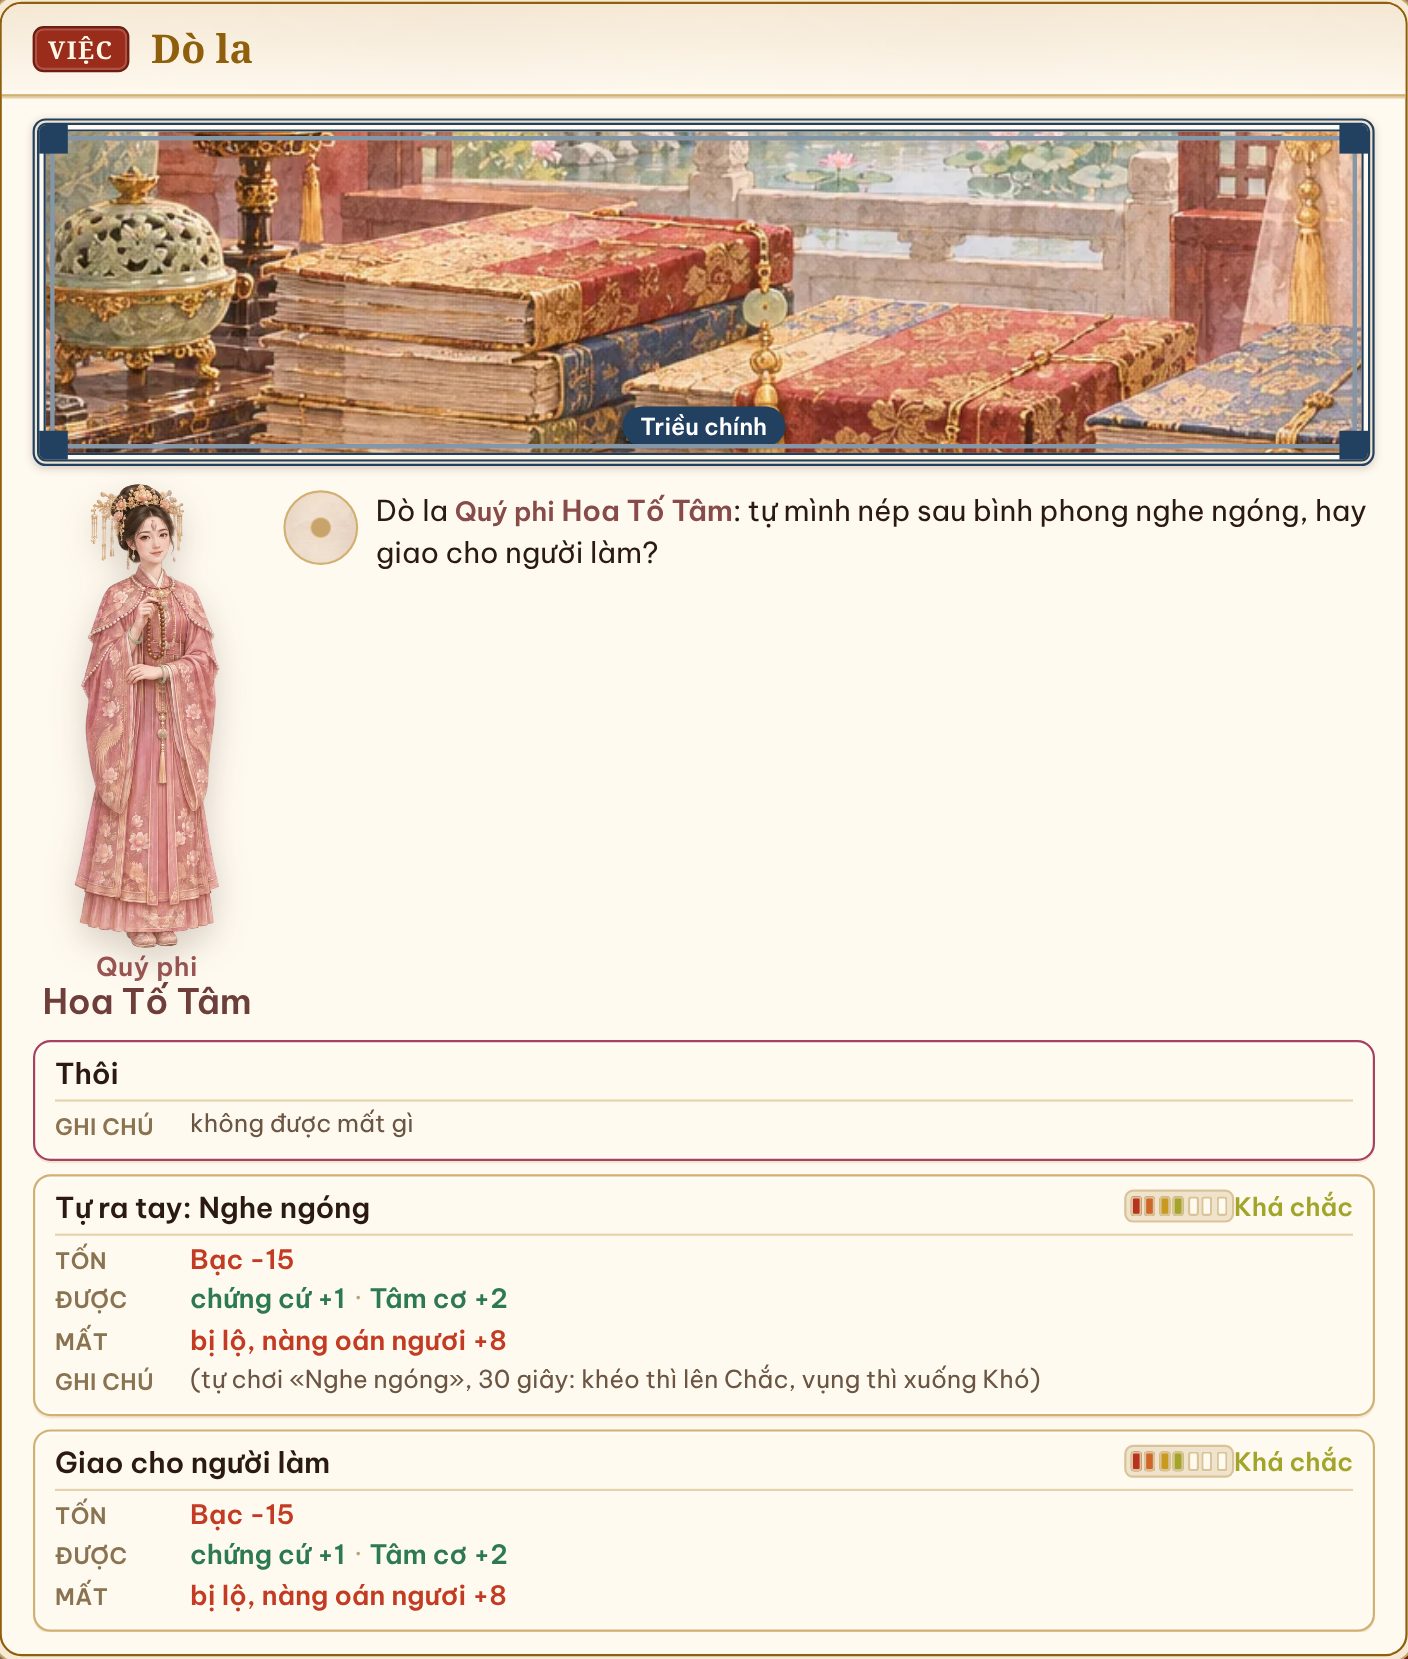 VIỆC Dò la
Triều chính
Dò la Quý phi Hoa Tố Tâm: tự mình nép sau bình phong nghe ngóng, hay
giao cho người làm?
Quý phi
Hoa Tố Tâm
Thôi
GHI CHÚ không được mất gì
Tự ra tay: Nghe ngóng Khá chắc
TỐN Bạc -15
ĐƯỢC chứng cứ +1 · Tâm cơ +2
MẤT bị lộ, nàng oán ngươi +8
GHI CHÚ (tự chơi «Nghe ngóng», 30 giây: khéo thì lên Chắc, vụng thì xuống Khó)
Giao cho người làm Khá chắc
TỐN Bạc -15
ĐƯỢC chứng cứ +1 · Tâm cơ +2
MẤT bị lộ, nàng oán ngươi +8